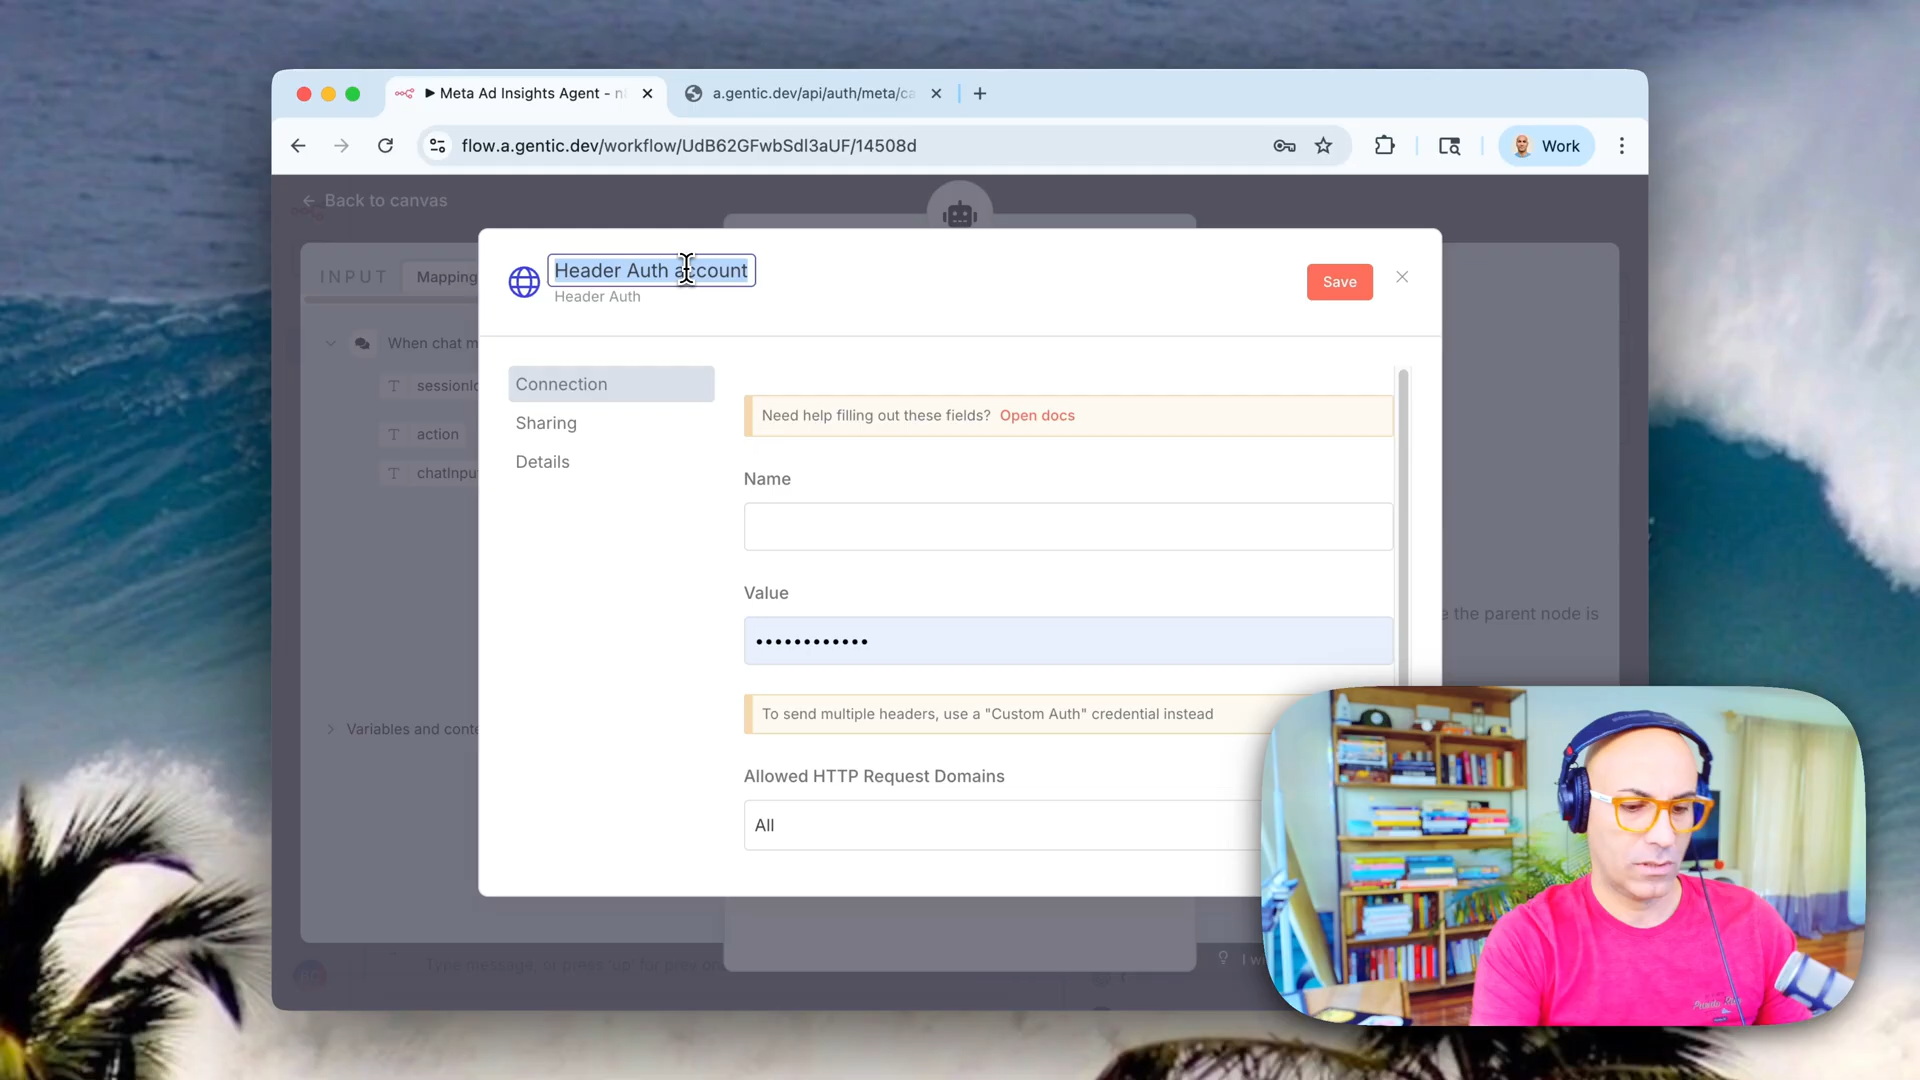 Meta Ad Insights Agent - n
a.gentic.dev/api/auth/meta/ca
flow.a.gentic.dev/workflow/UdB62GFwbSdl3aUF/14508d
Work
Back to canvas
INPUT
Mapping
When chat m
sessionId
action
chatInpu
Variables and conte
Header Auth account
Header Auth
Save
Connection
Sharing
Details
Need help filling out these fields? Open docs
Name
Value
••••••••••••
To send multiple headers, use a "Custom Auth" credential instead
Allowed HTTP Request Domains
All
e the parent node is
Type message, or press 'up' for prev on
I wi